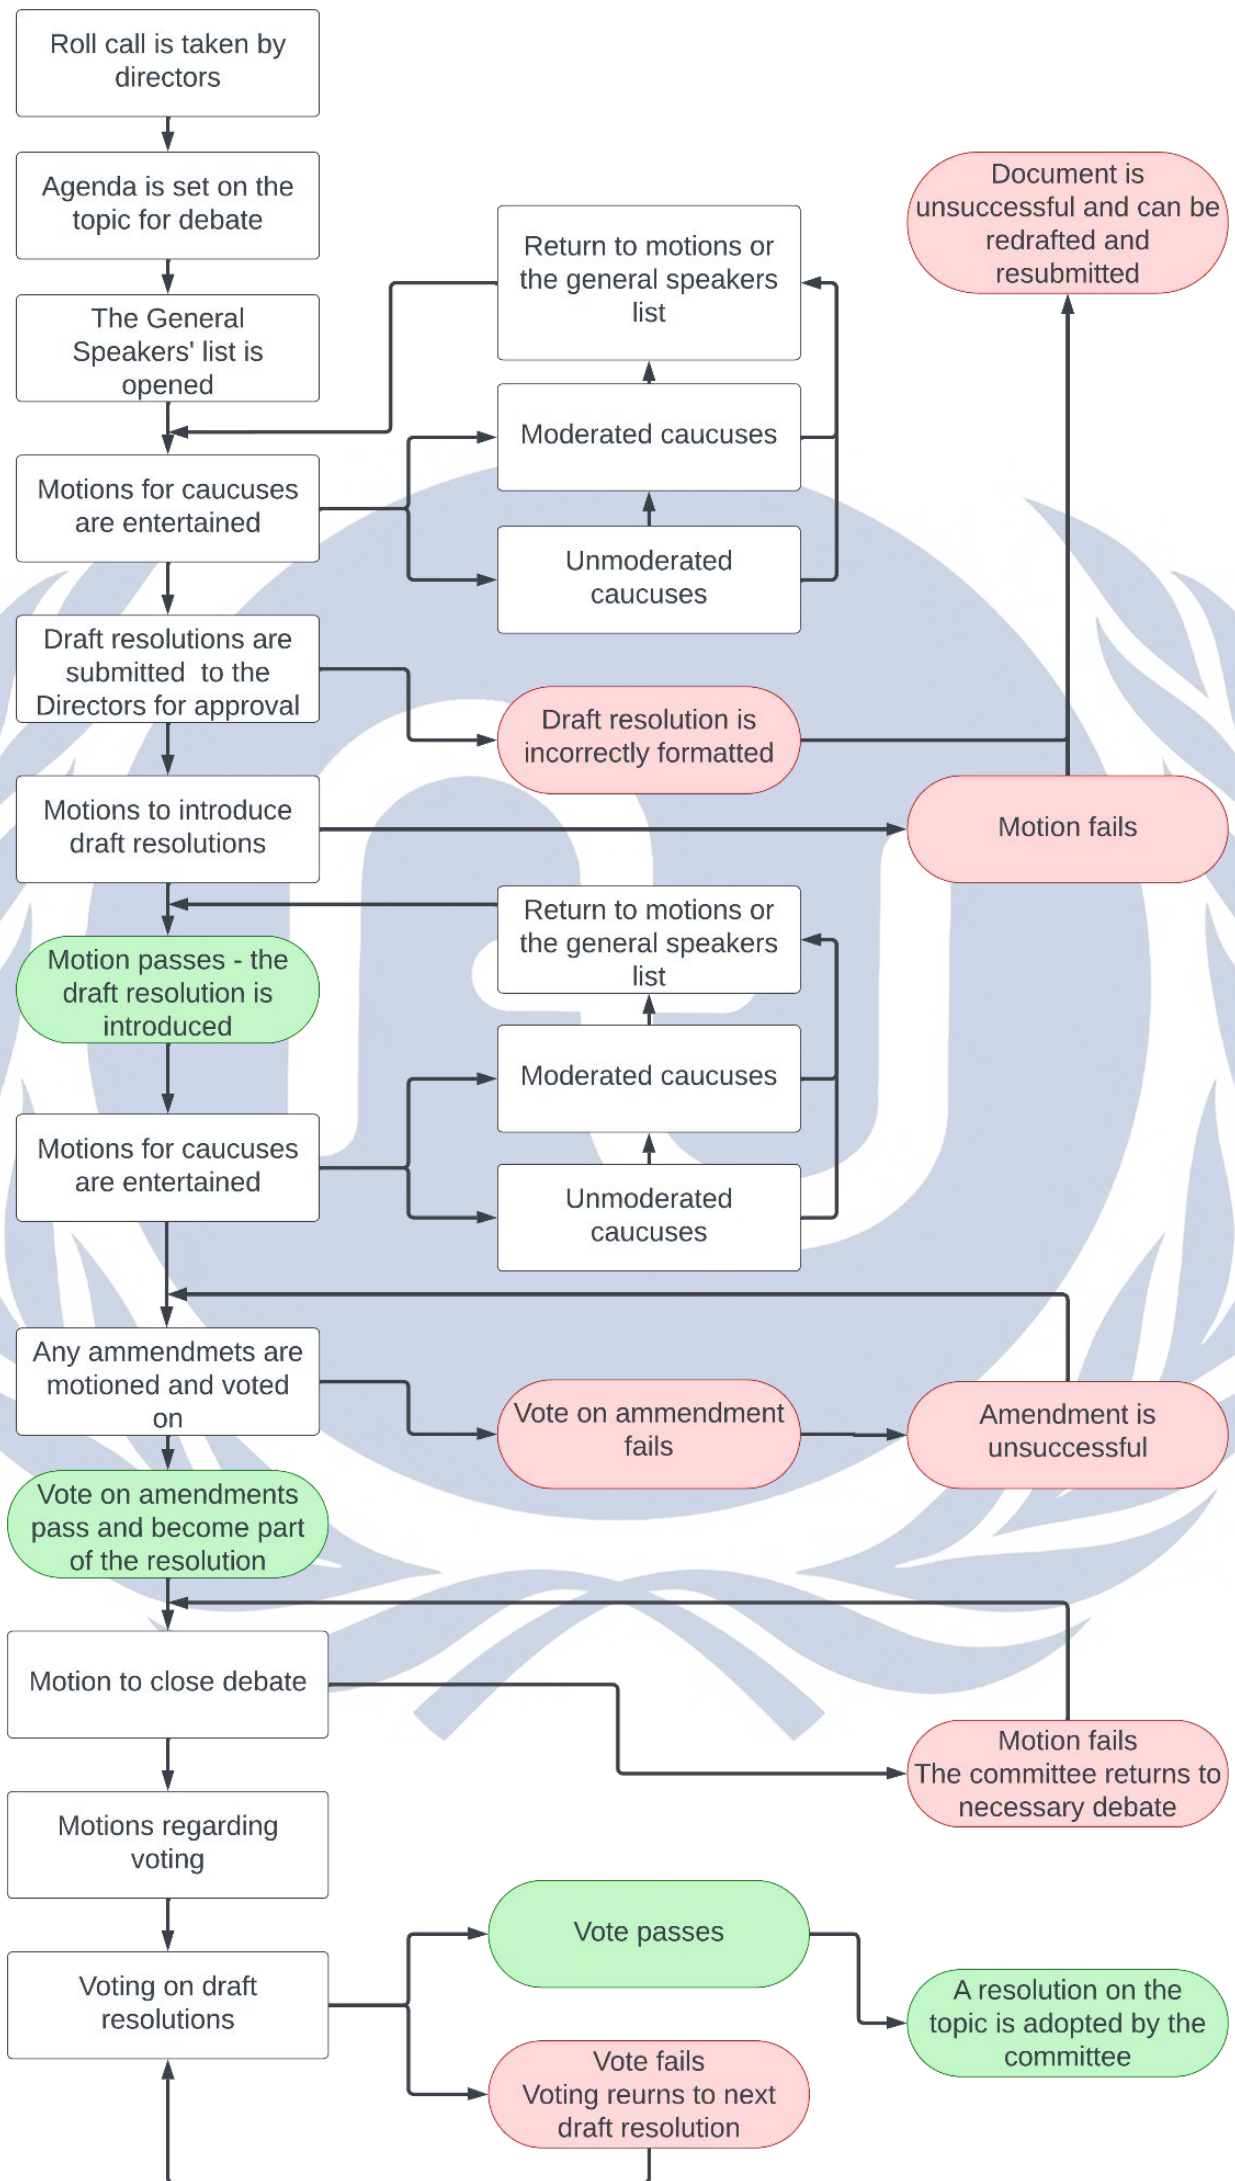 Roll call is taken by
directors
Agenda is set on the
topic for debate
Document is
unsuccessful and can be
redrafted and
resubmitted
Return to motions or
the general speakers
list
The General
Speakers' list is
opened
Moderated caucuses
Motions for caucuses
are entertained
Unmoderated
caucuses
Draft resolutions are
submitted  to the
Directors for approval
Draft resolution is
incorrectly formatted
Motions to introduce
draft resolutions
Motion fails
Return to motions or
the general speakers
list
Motion passes - the
draft resolution is
introduced
Moderated caucuses
Motions for caucuses
are entertained
Unmoderated
caucuses
Any ammendmets are
motioned and voted
on
Vote on ammendment
fails
Amendment is
unsuccessful
Vote on amendments
pass and become part
of the resolution
Motion to close debate
Motion fails
The committee returns to
necessary debate
Motions regarding
voting
Vote passes
Voting on draft
resolutions
A resolution on the
topic is adopted by the
committee
Vote fails
Voting reurns to next
draft resolution